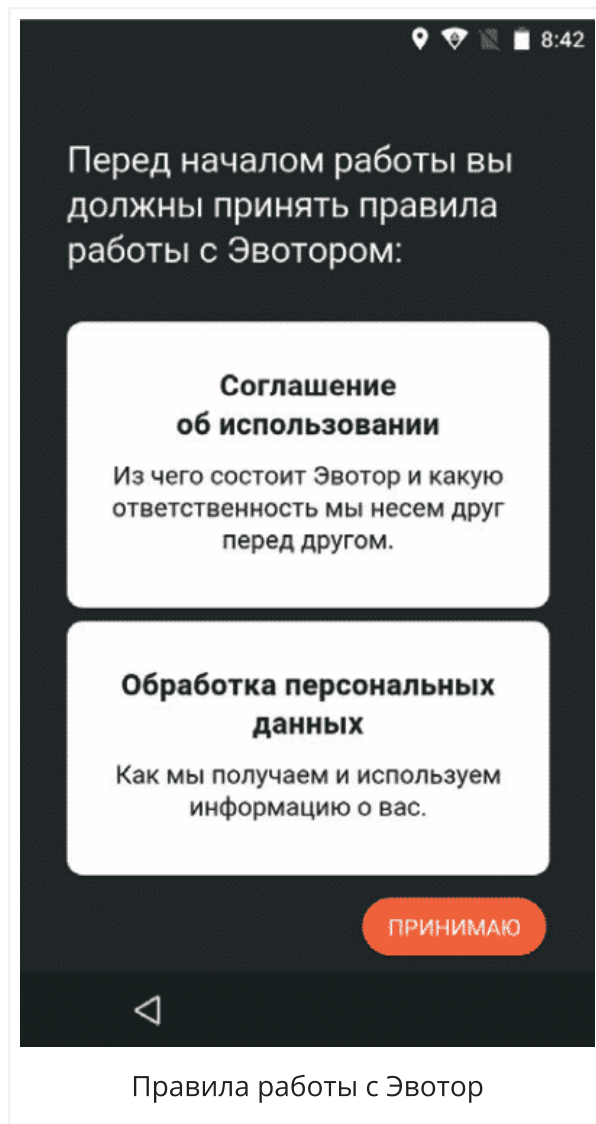 8:42
Перед началом работы вы
должны принять правила
работы с Эвотором:
Соглашение
об использовании
Из чего состоит Эвотор и какую
ответственность мы несем друг
перед другом.
Обработка персональных
данных
Как мы получаем и используем
информацию о вас.
ПРИНИМАЮ
Правила работы с Эвотор